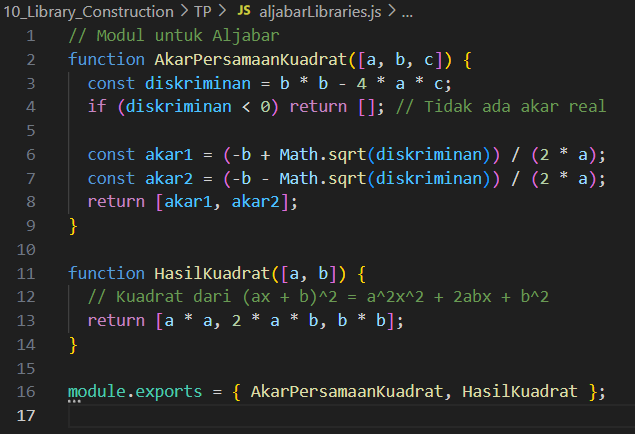 10_Library_Construction > TP > JS aljabarLibraries.js > ...
1 // Modul untuk Aljabar
2 function AkarPersamaanKuadrat([a, b, c]) {
3   const diskriminan = b * b - 4 * a * c;
4   if (diskriminan < 0) return []; // Tidak ada akar real
5
6   const akar1 = (-b + Math.sqrt(diskriminan)) / (2 * a);
7   const akar2 = (-b - Math.sqrt(diskriminan)) / (2 * a);
8   return [akar1, akar2];
9 }
10
11 function HasilKuadrat([a, b]) {
12   // Kuadrat dari (ax + b)^2 = a^2x^2 + 2abx + b^2
13   return [a * a, 2 * a * b, b * b];
14 }
15
16 module.exports = { AkarPersamaanKuadrat, HasilKuadrat };
17